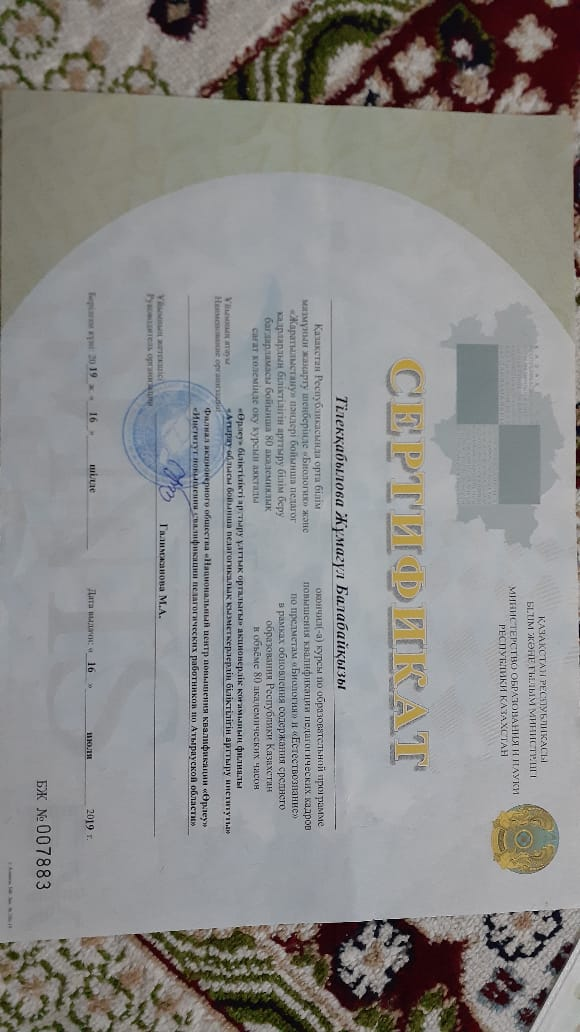 ҚАЗАҚСТАН РЕСПУБЛИКАСЫ
БІЛІМ ЖӘНЕ ҒЫЛЫМ МИНИСТРЛІГІ
МИНИСТЕРСТВО ОБРАЗОВАНИЯ И НАУКИ
РЕСПУБЛИКИ КАЗАХСТАН
СЕРТИФИКАТ
Тілекқабылова Жұмагүл Балабайқызы
Қазақстан Республикасында орта білім
мазмұнын жаңарту шеңберінде «Биология» және
«Жаратылыстану» пәндері бойынша педагог
кадрлардың біліктілігін арттыру білім беру
бағдарламасы бойынша 80 академиялық
сағат көлемінде оқу курсын аяқтады
окончил(-а) курсы по образовательной программе
повышения квалификации педагогических кадров
по предметам «Биология» и «Естествознание»
в рамках обновления содержания среднего
образования Республики Казахстан
в объёме 80 академических часов
Ұйымның атауы
Наименование организации
«Өрлеу» біліктілікті арттыру ұлттық орталығы» акционерлік қоғамының филиалы
«Атырау облысы бойынша педагогикалық қызметкерлердің біліктілігін арттыру институты»
Филиал акционерного общества «Национальный центр повышения квалификации «Өрлеу»
«Институт повышения квалификации педагогических работников по Атырауской области»
Ұйымның жетекшісі
Руководитель организации
Галимжанова М.А.
Берілген күні: 2019 ж. « 16 » шілде
Дата выдачи: « 16 » июля 2019 г.
БЖ № 007883